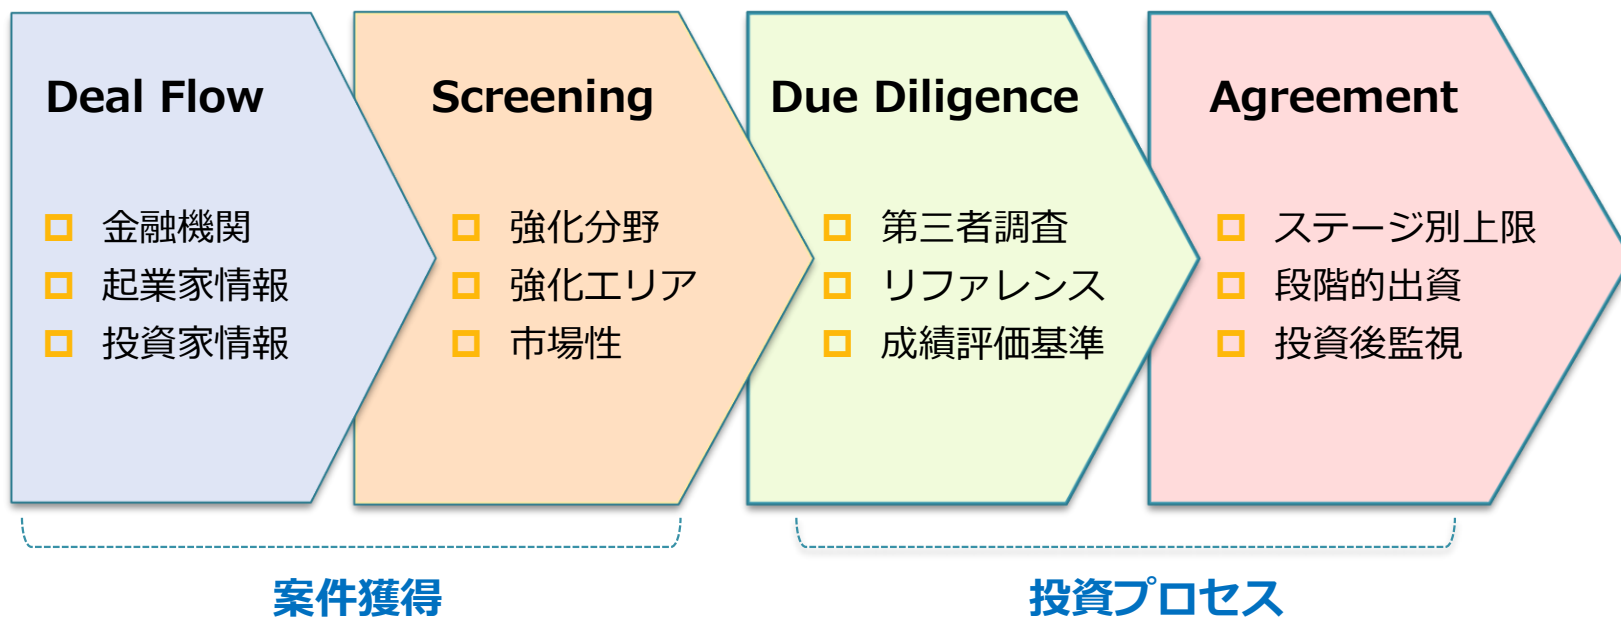 Deal Flow
金融機関
起業家情報
投資家情報
Screening
強化分野
強化エリア
市場性
Due Diligence
第三者調査
リファレンス
成績評価基準
Agreement
ステージ別上限
段階的出資
投資後監視
案件獲得
投資プロセス